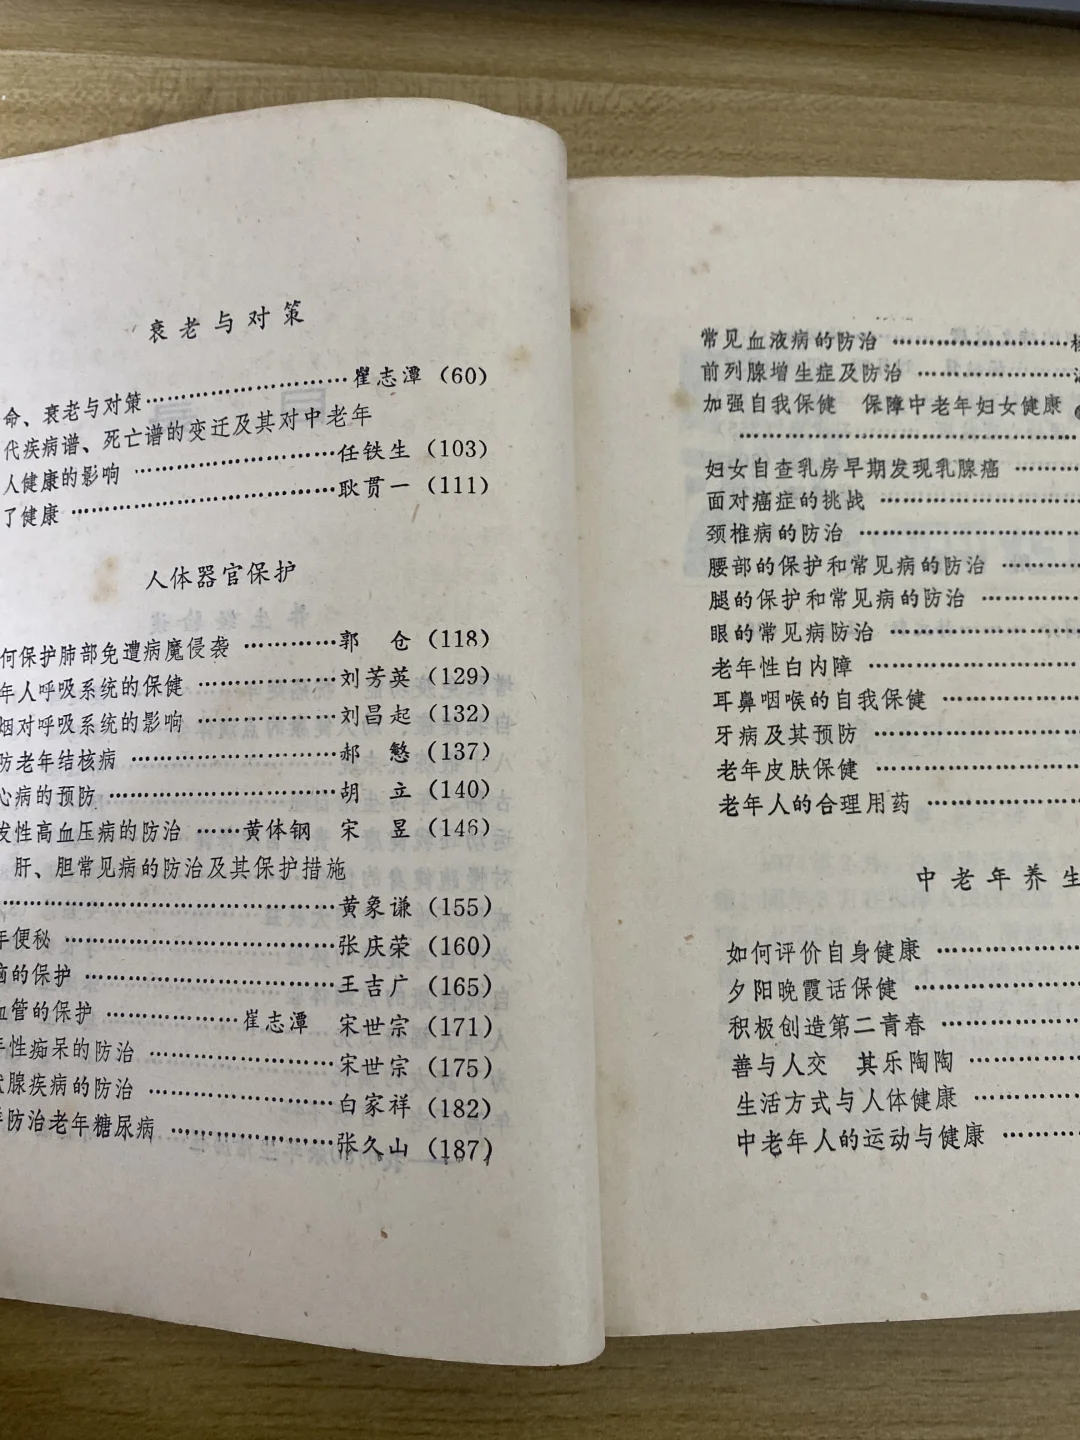 衰老与对策
命、衰老与对策……………………瞿志潭（60）
代疾病谱、死亡谱的变迁及其对中老年
人健康的影响……………………任铁生（103）
了健康……………………耿贯一（111）
人体器官保护
何保护肺部免遭病魔侵袭…………郭　仓（118）
年人呼吸系统的保健……………刘芳英（129）
烟对呼吸系统的影响……………刘昌起（132）
防老年结核病……………………郝　慜（137）
心病的预防……………………胡　立（140）
发性高血压病的防治……黄体钢　宋　昱（146）
肝、胆常见病的防治及其保护措施
……………………黄象谦（155）
年便秘……………………张庆荣（160）
脑的保护……………………王吉广（165）
血管的保护……………崔志潭　宋世宗（171）
年性痴呆的防治……………………宋世宗（175）
状腺疾病的防治……………………白家祥（182）
防治老年糖尿病……………………张久山（187）
常见血液病的防治……………………
前列腺增生症及防治……………………
加强自我保健　保障中老年妇女健康
……………………
妇女自查乳房早期发现乳腺癌…………
面对癌症的挑战……………………
颈椎病的防治……………………
腰部的保护和常见病的防治…………
腿的保护和常见病的防治…………
眼的常见病防治……………………
老年性白内障……………………
耳鼻咽喉的自我保健……………………
牙病及其预防……………………
老年皮肤保健……………………
老年人的合理用药……………………
中老年养生
如何评价自身健康……………………
夕阳晚霞话保健……………………
积极创造第二青春……………………
善与人交　其乐陶陶……………………
生活方式与人体健康……………………
中老年人的运动与健康……………………